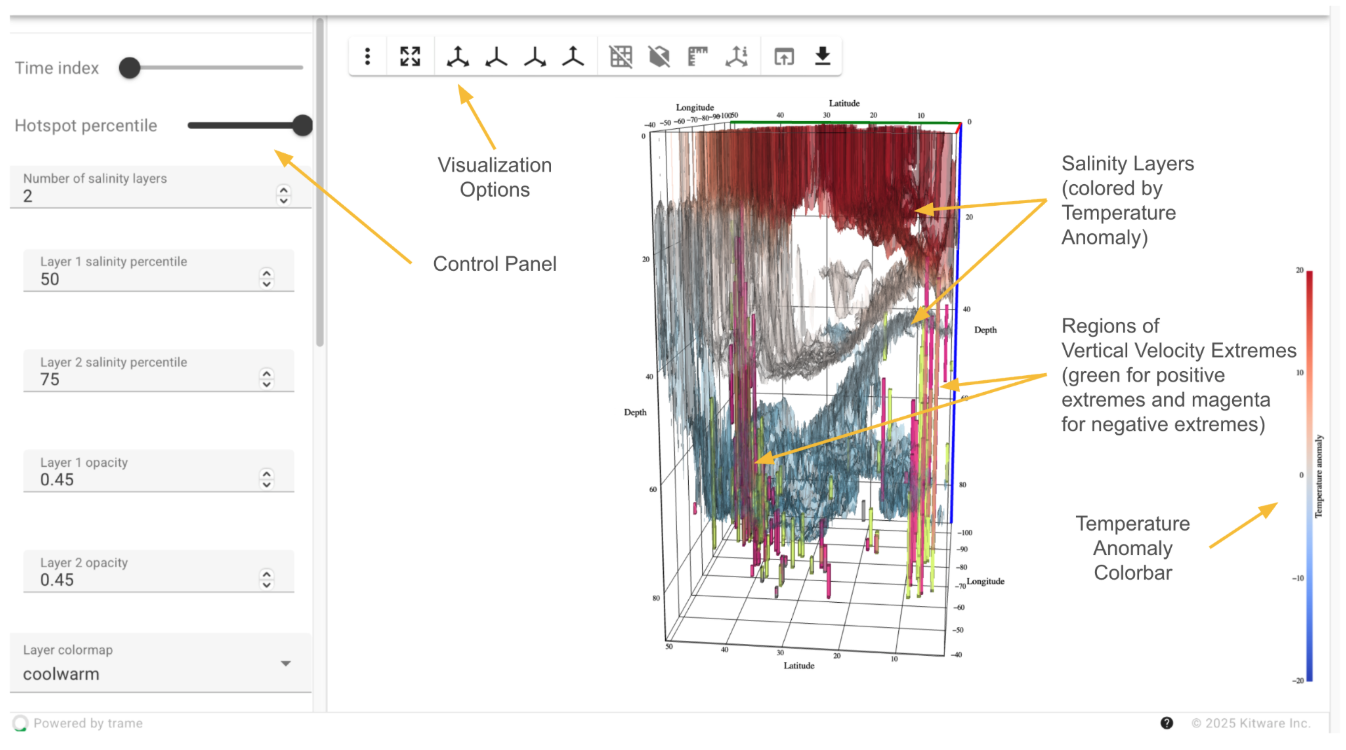 Time index
Hotspot percentile
Number of salinity layers
2
Layer 1 salinity percentile
50
Layer 2 salinity percentile
75
Layer 1 opacity
0.45
Layer 2 opacity
0.45
Layer colormap
coolwarm
Powered by trame
Visualization
Options
Control Panel
Longitude
Latitude
-40 -50 -60 -70 -80 -90 -100
50 40 30 20 10 0
0
20
40
60
80
Depth
20
40
60
80
Depth
-100
-90
-80
-70
-60
-50
-40
Longitude
50 40 30 20 10
Latitude
Salinity Layers
(colored by
Temperature
Anomaly)
Regions of
Vertical Velocity Extremes
(green for positive
extremes and magenta
for negative extremes)
Temperature
Anomaly
Colorbar
20
10
0
-10
-20
Temperature anomaly
? © 2025 Kitware Inc.